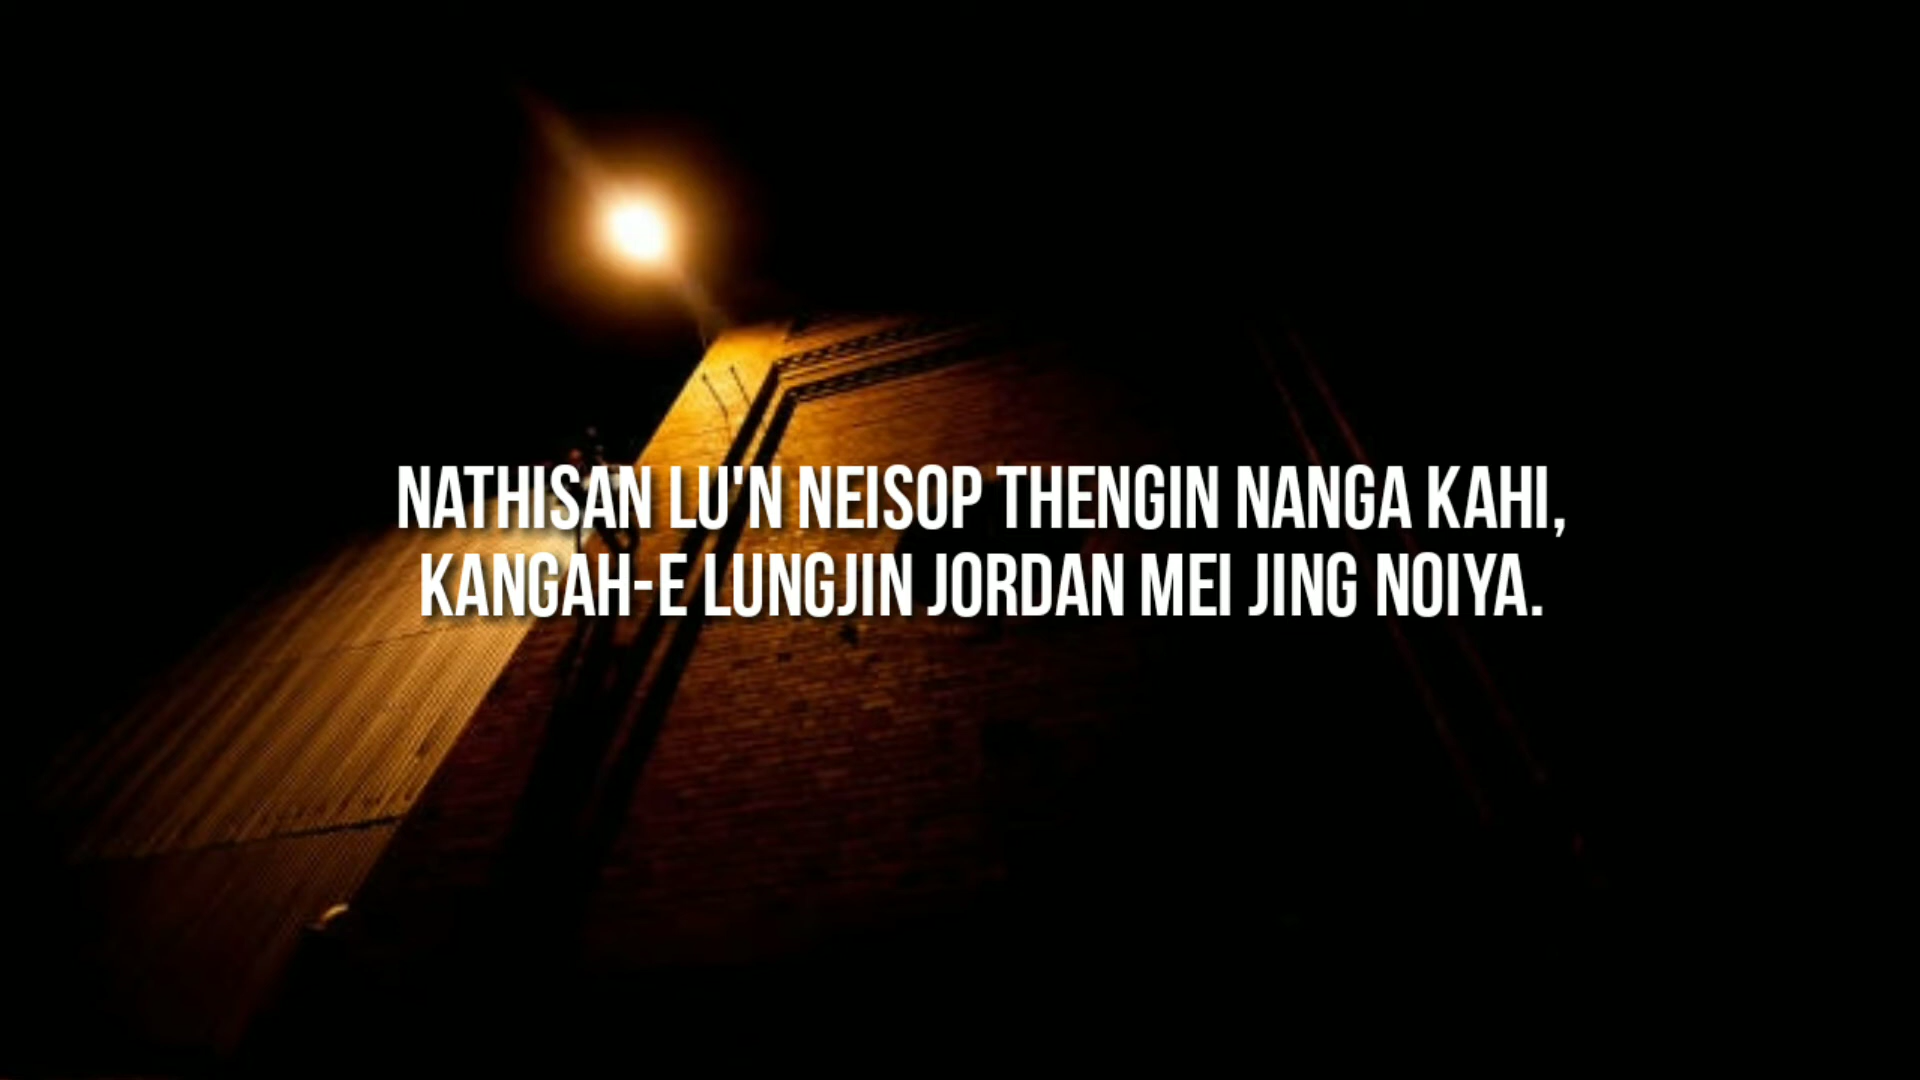 NATHISAN LU'N NEISOP THENGIN NANGA KAHI,
KANGAH-E LUNGJIN JORDAN MEI JING NOIYA.